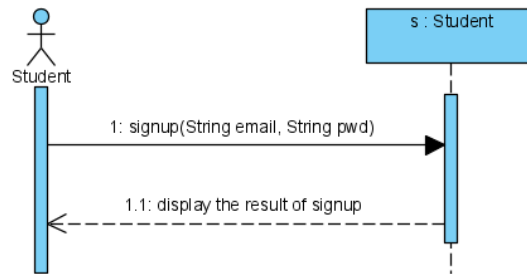 s : Student
Student
1: signup(String email, String pwd)
1.1: display the result of signup